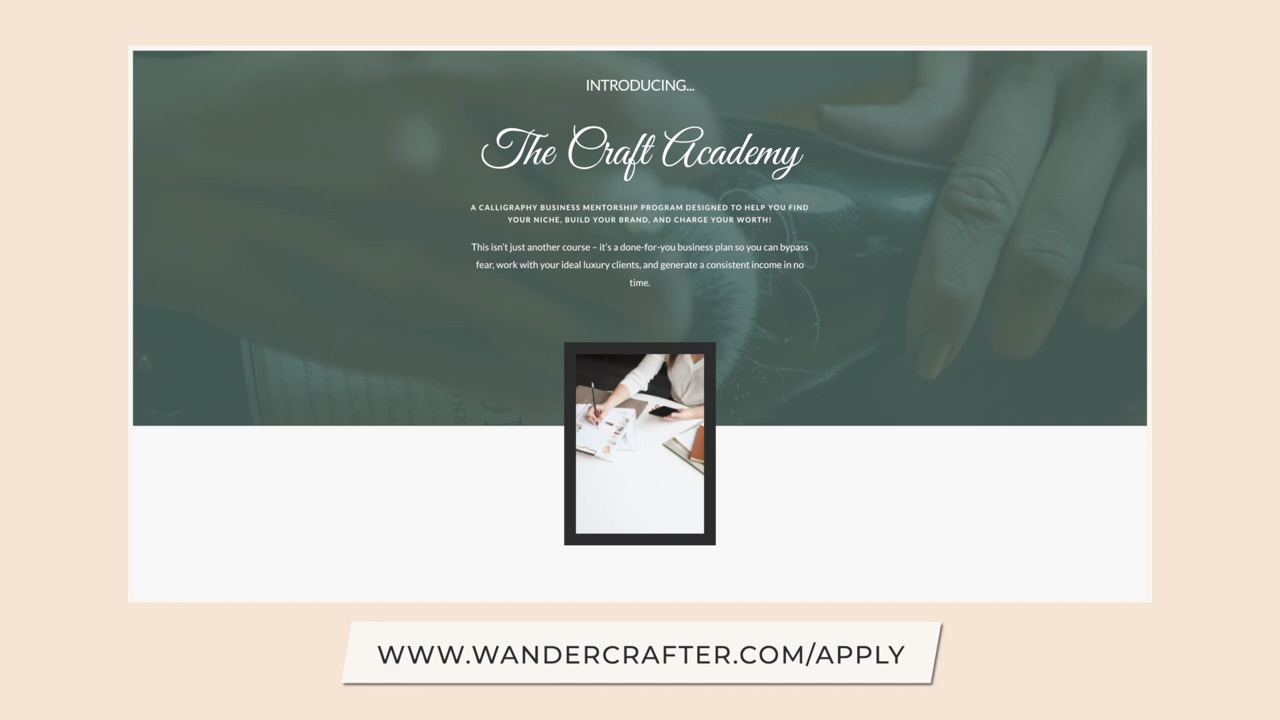 INTRODUCING...
The Craft Academy
A CALLIGRAPHY BUSINESS MENTORSHIP PROGRAM DESIGNED TO HELP YOU FIND
YOUR NICHE, BUILD YOUR BRAND, AND CHARGE YOUR WORTH!
This isn't just another course – it's a done-for-you business plan so you can bypass
fear, work with your ideal luxury clients, and generate a consistent income in no
time.
WWW.WANDERCRAFTER.COM/APPLY